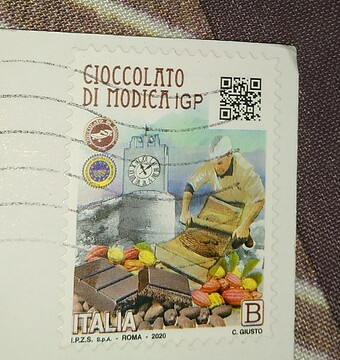 CIOCCOLATO
DI MODICA IGP
ITALIA
B
I.P.Z.S. S.p.A. - ROMA - 2020
C. GIUSTO